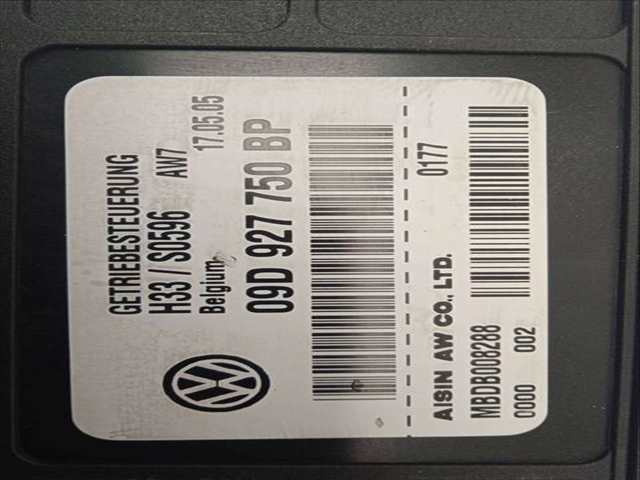 GETRIEBESTEUERUNG
H33 / S0596 AW7
Belgium 17.05.05
09D 927 750 BP
AISIN AW CO., LTD. 0177
MBDB008288
0000 002